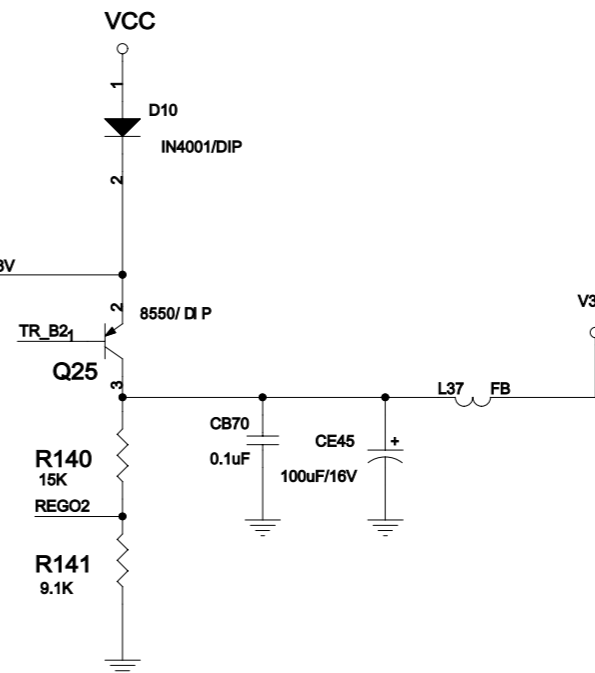 VCC
1
D10
IN4001/DIP
2
3V
2
8550/ DI P
V3
TR_B2
1
Q25
3
L37
FB
CB70
0.1uF
CE45
+
100uF/16V
R140
15K
REGO2
R141
9.1K